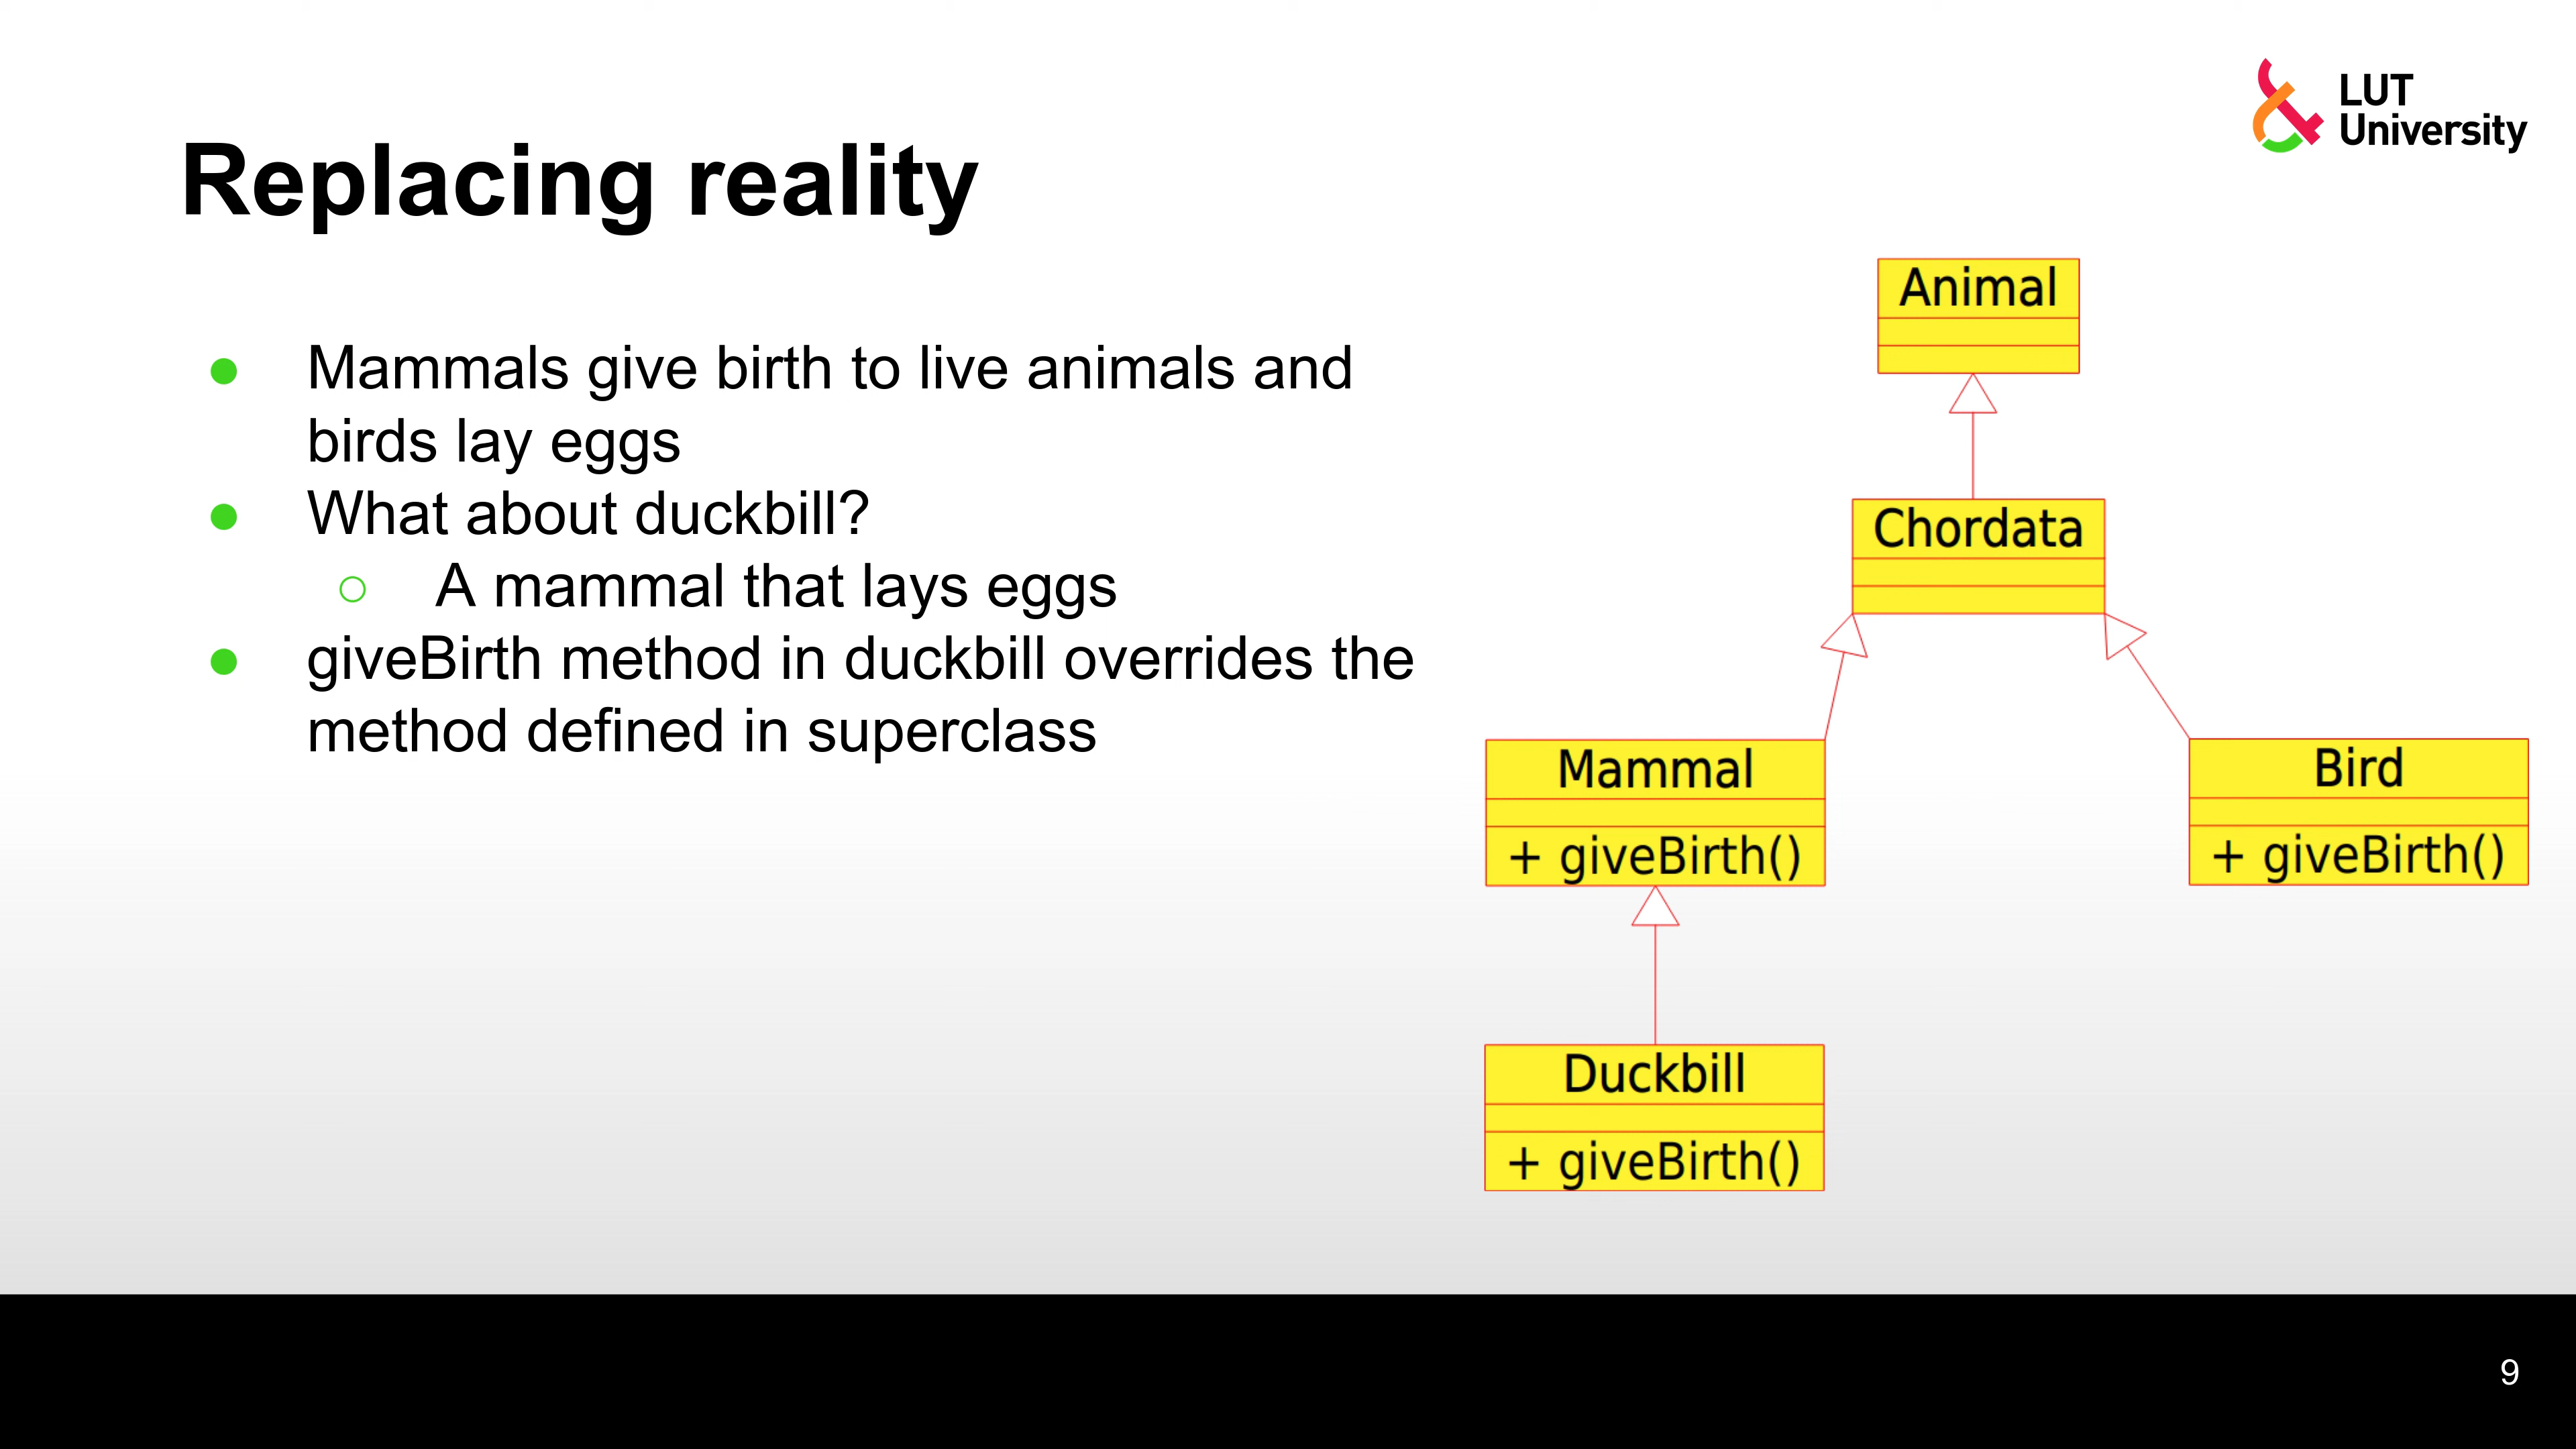 LUT
University
Replacing reality
● Mammals give birth to live animals and
birds lay eggs
● What about duckbill?
○ A mammal that lays eggs
● giveBirth method in duckbill overrides the
method defined in superclass
Animal
Chordata
Mammal
+ giveBirth()
Bird
+ giveBirth()
Duckbill
+ giveBirth()
9